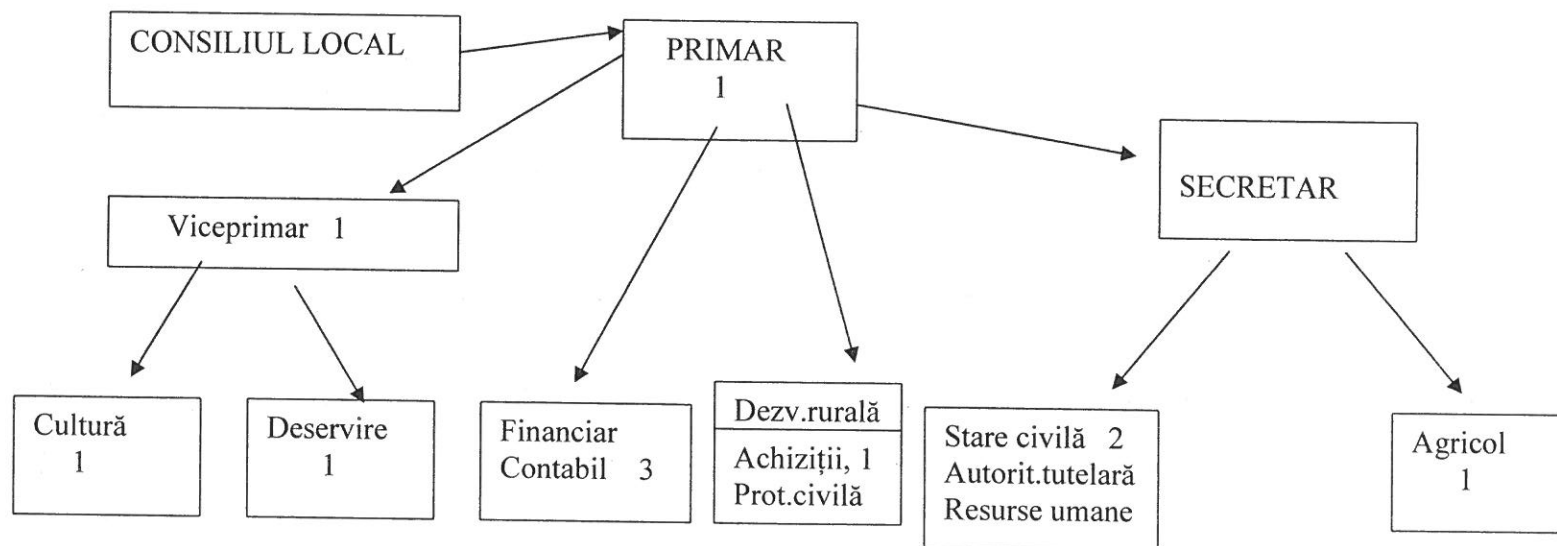 CONSILIUL LOCAL
PRIMAR
1
Viceprimar 1
SECRETAR
Cultură
1
Deservire
1
Financiar
Contabil 3
Dezv.rurală
Achiziții, 1
Prot.civilă
Stare civilă 2
Autorit.tutelară
Resurse umane
Agricol
1